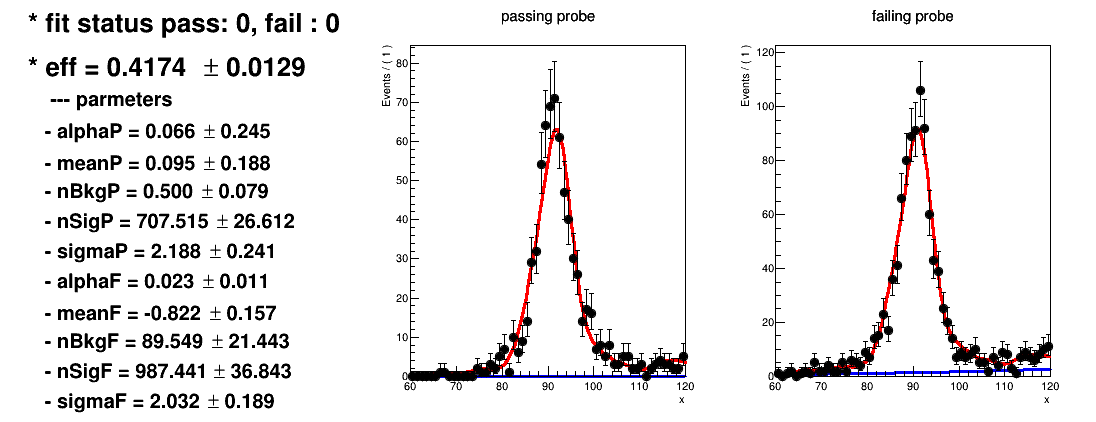 * fit status pass: 0, fail : 0
* eff = 0.4174 ± 0.0129
--- parmeters
- alphaP = 0.066 ± 0.245
- meanP = 0.095 ± 0.188
- nBkgP = 0.500 ± 0.079
- nSigP = 707.515 ± 26.612
- sigmaP = 2.188 ± 0.241
- alphaF = 0.023 ± 0.011
- meanF = -0.822 ± 0.157
- nBkgF = 89.549 ± 21.443
- nSigF = 987.441 ± 36.843
- sigmaF = 2.032 ± 0.189
passing probe
Events / ( 1 )
80
70
60
50
40
30
20
10
0
60 70 80 90 100 110 120
x
failing probe
Events / ( 1 )
120
100
80
60
40
20
0
60 70 80 90 100 110 120
x